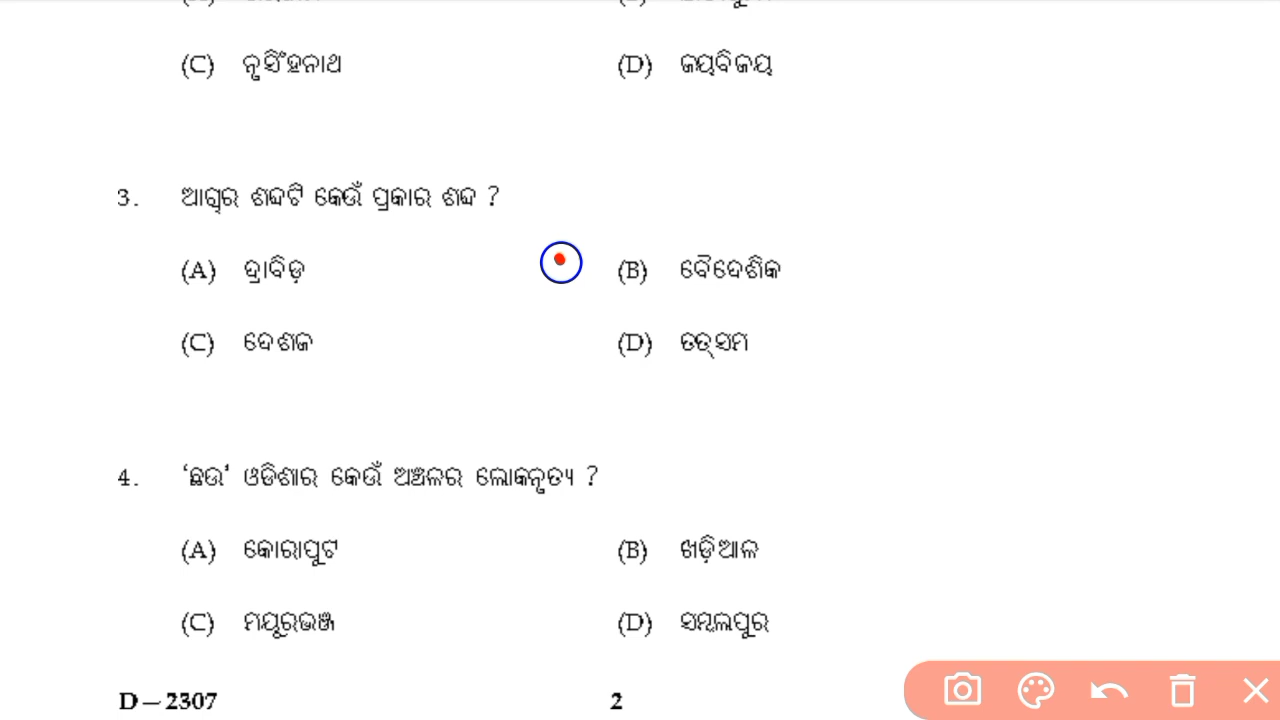 (C) ନୃସିଂହନାଥ (D) ଜୟବିଜୟ
3. ଆଗ୍ଭର ଶବ୍ଦଟି କେଉଁ ପ୍ରକାର ଶବ୍ଦ ?
(A) ଦ୍ରାବିଡ଼ (B) ବୈଦେଶିକ
(C) ଦେଶଜ (D) ତତ୍ସମ
4. ‘ଛଉ’ ଓଡିଶାର କେଉଁ ଅଞ୍ଚଳର ଲୋକନୃତ୍ୟ ?
(A) କୋରାପୁଟ (B) ଖଡ଼ିଆଳ
(C) ମୟୂରଭଞ୍ଜ (D) ସମ୍ବଲପୁର
D – 2307 2